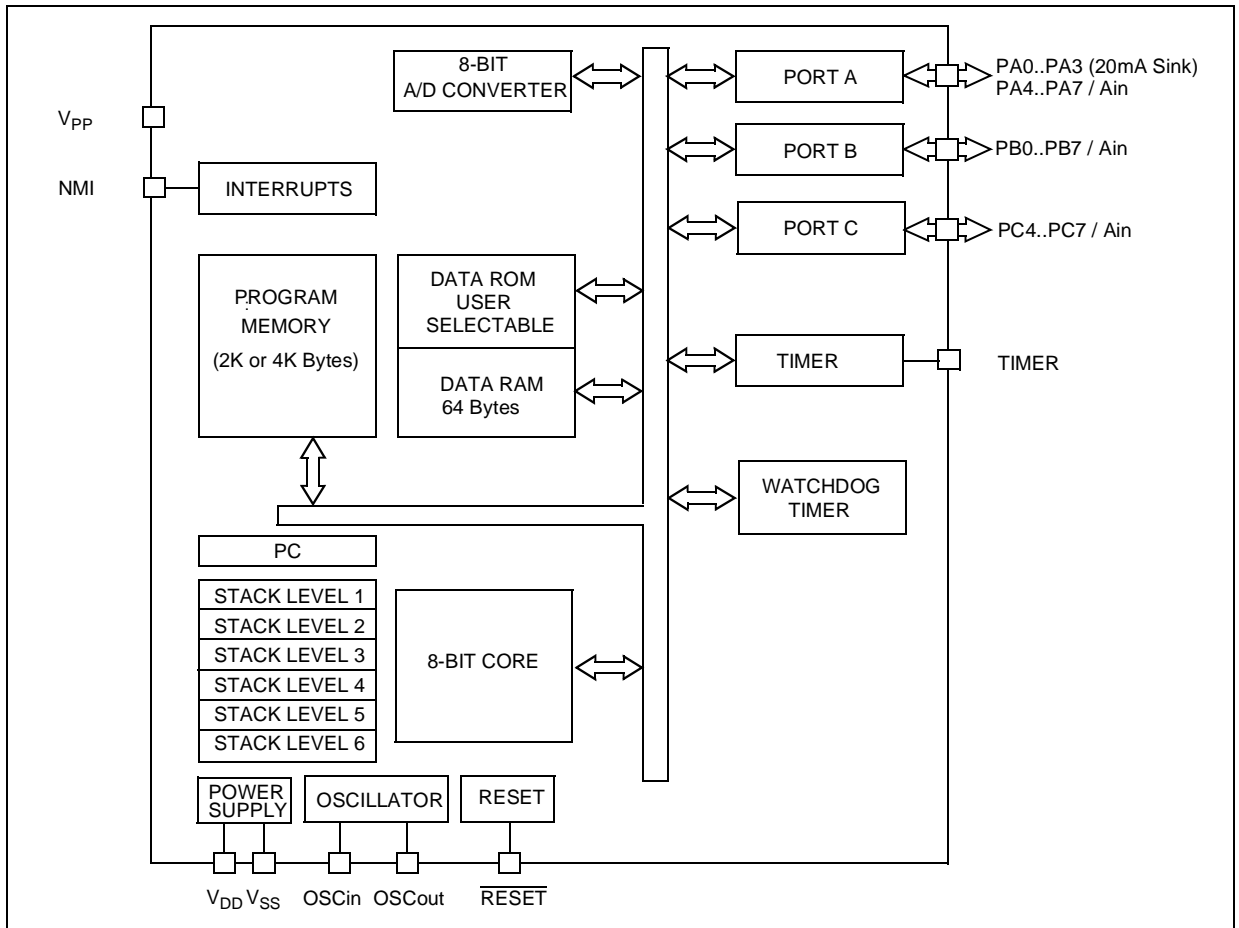 8-BIT
A/D CONVERTER
PORT A
PA0..PA3 (20mA Sink)
PA4..PA7 / Ain
VPP
PORT B
PB0..PB7 / Ain
NMI
INTERRUPTS
PORT C
PC4..PC7 / Ain
PROGRAM
MEMORY
(2K or 4K Bytes)
DATA ROM
USER
SELECTABLE
DATA RAM
64 Bytes
TIMER
TIMER
WATCHDOG
TIMER
PC
STACK LEVEL 1
STACK LEVEL 2
STACK LEVEL 3
STACK LEVEL 4
STACK LEVEL 5
STACK LEVEL 6
8-BIT CORE
POWER
SUPPLY
OSCILLATOR
RESET
VDD VSS
OSCin OSCout
RESET